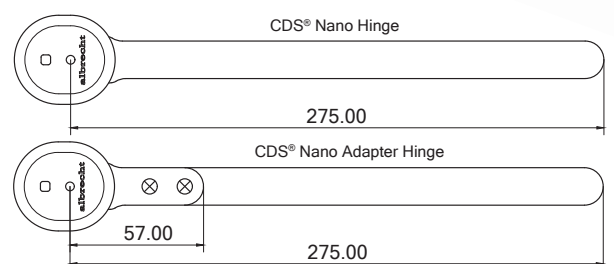 CDS® Nano Hinge
albrecht
275.00
CDS® Nano Adapter Hinge
albrecht
57.00
275.00